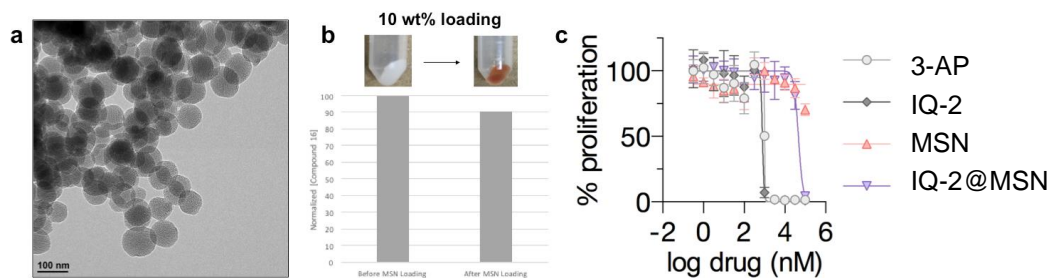 a
100 nm
b
10 wt% loading
Normalized [Compound 16]
100
90
80
70
60
50
40
30
20
10
0
Before MSN Loading
After MSN Loading
c
% proliferation
100
50
0
-2
0
2
4
6
log drug (nM)
3-AP
IQ-2
MSN
IQ-2@MSN